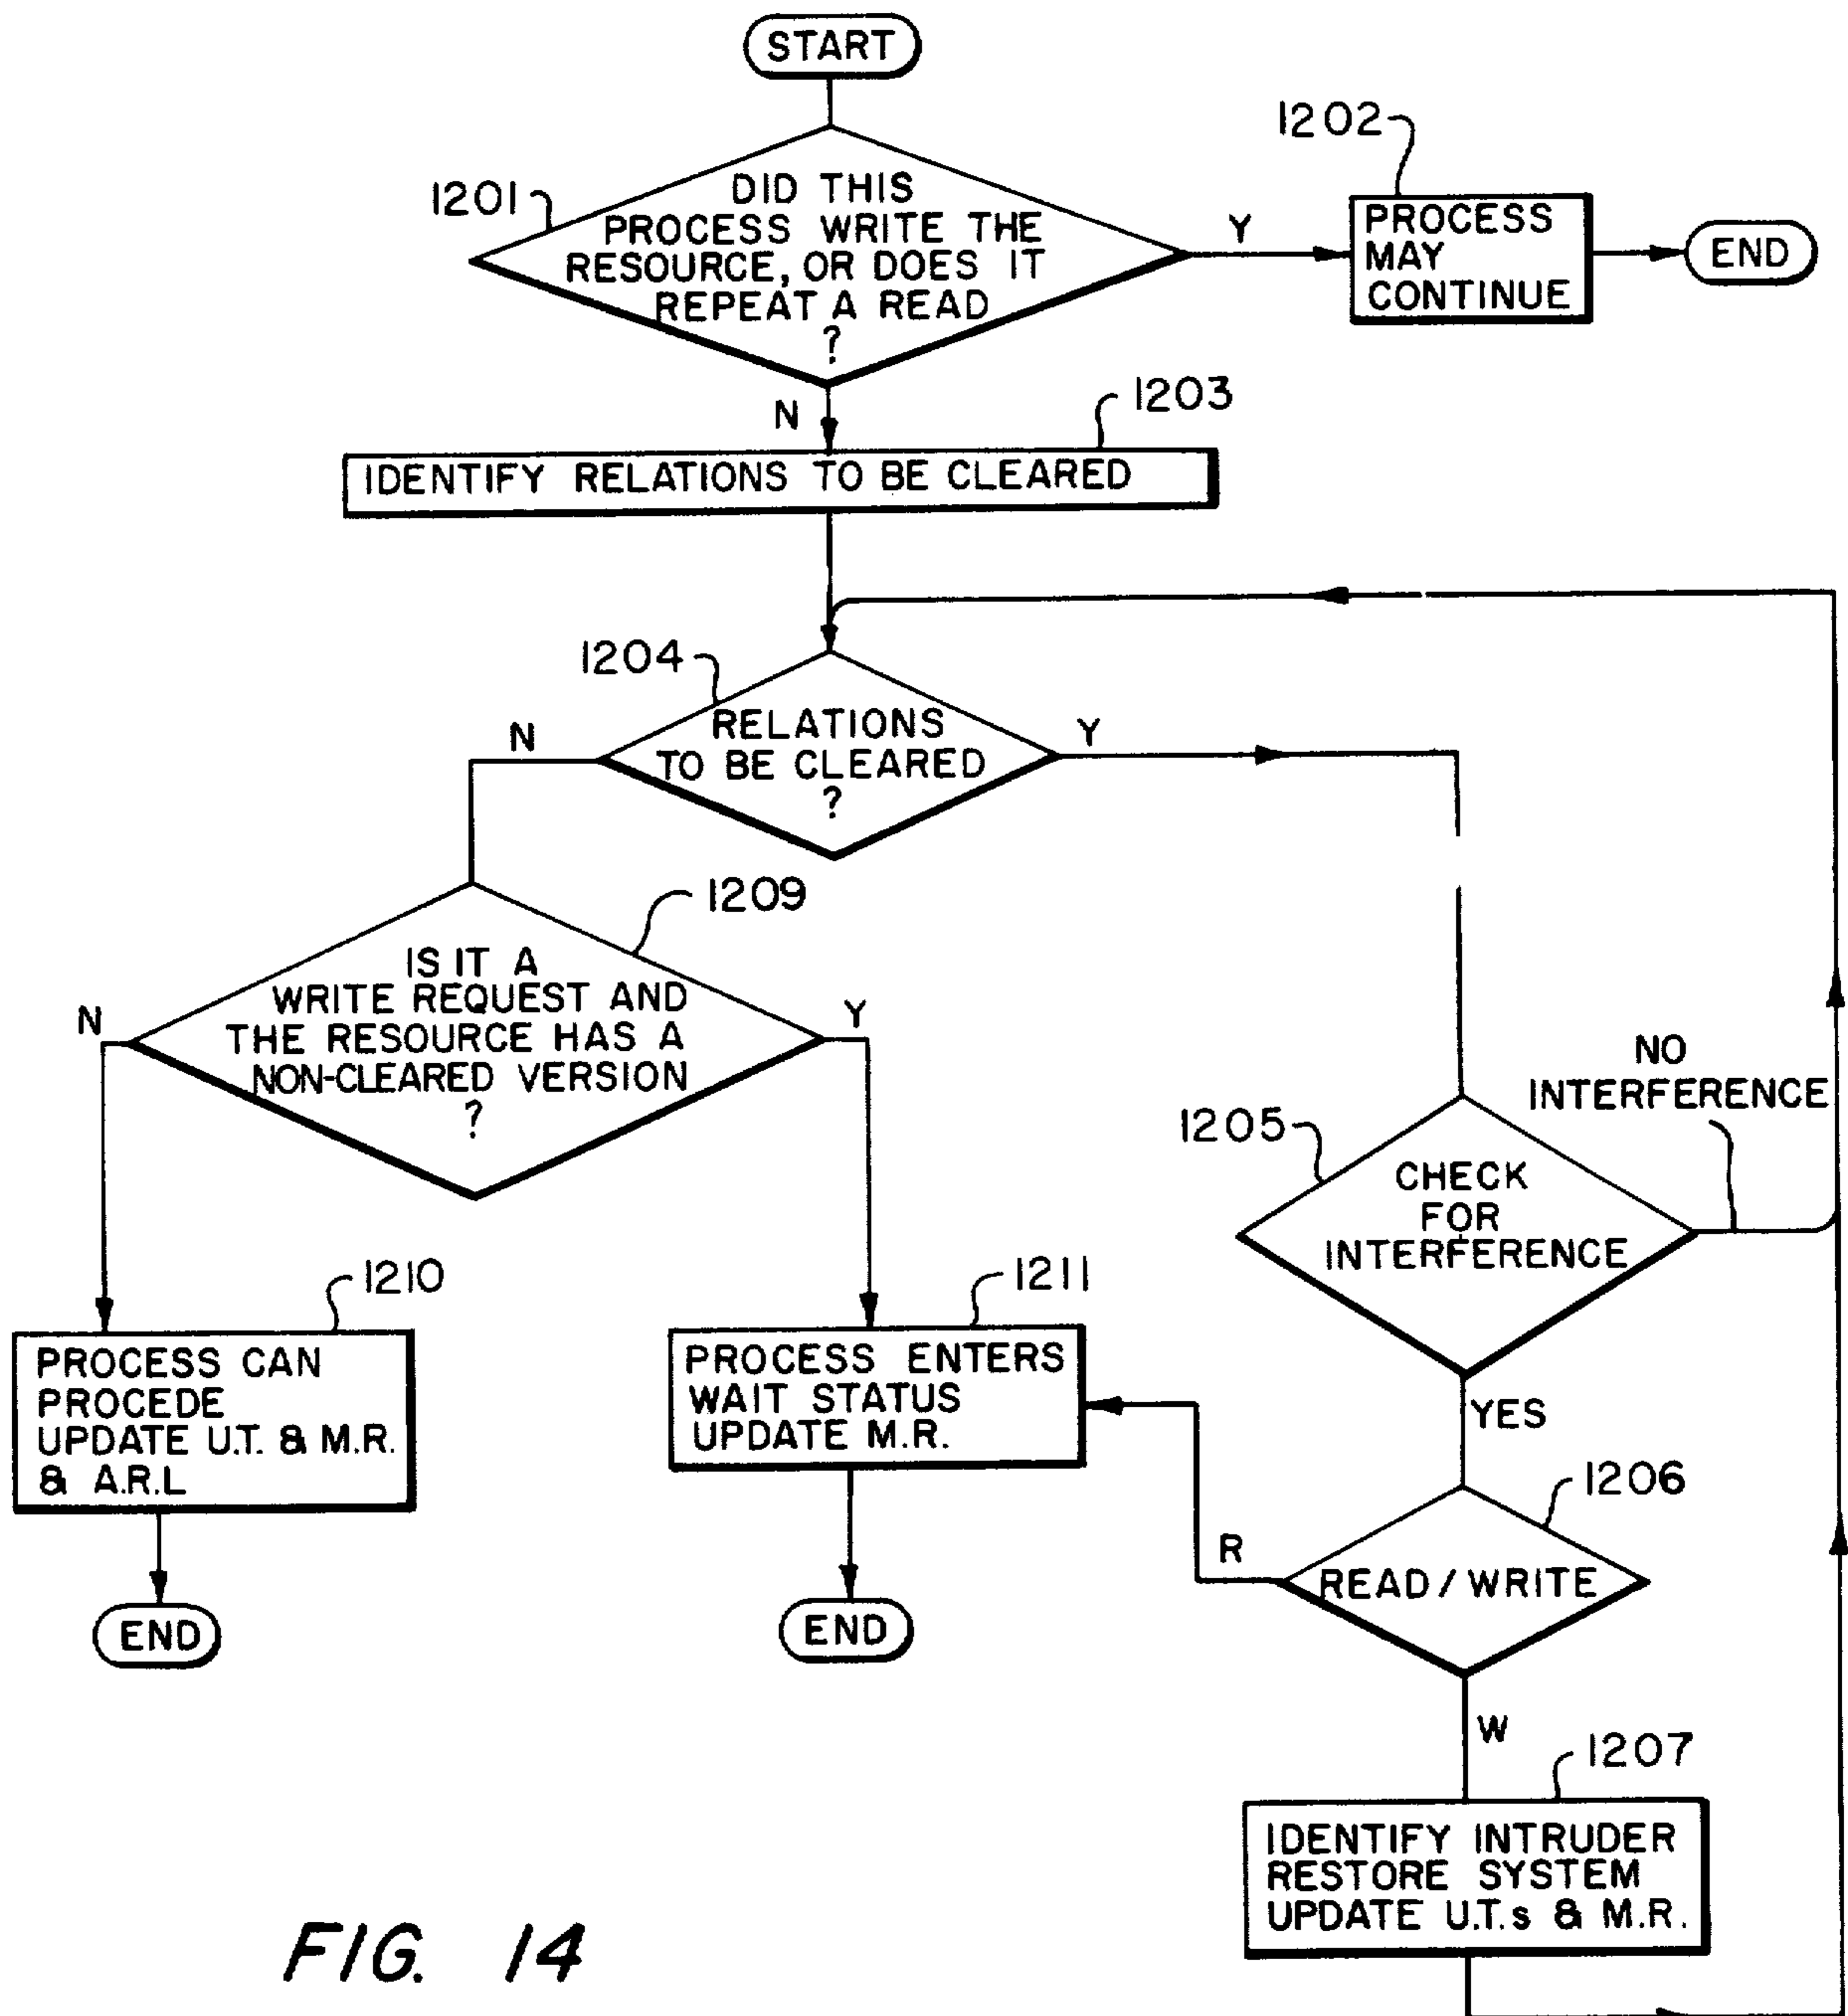 START
1201
DID THIS
PROCESS WRITE THE
RESOURCE, OR DOES IT
REPEAT A READ
?
Y
1202
PROCESS
MAY
CONTINUE
END
N
1203
IDENTIFY RELATIONS TO BE CLEARED
1204
RELATIONS
TO BE CLEARED
?
N
Y
1209
IS IT A
WRITE REQUEST AND
THE RESOURCE HAS A
NON-CLEARED VERSION
?
N
Y
NO
INTERFERENCE
1205
CHECK
FOR
INTERFERENCE
YES
1210
PROCESS CAN
PROCEDE
UPDATE U.T. & M.R.
& A.R.L
END
1211
PROCESS ENTERS
WAIT STATUS
UPDATE M.R.
END
1206
READ / WRITE
R
W
1207
IDENTIFY INTRUDER
RESTORE SYSTEM
UPDATE U.T.s & M.R.
FIG. 14